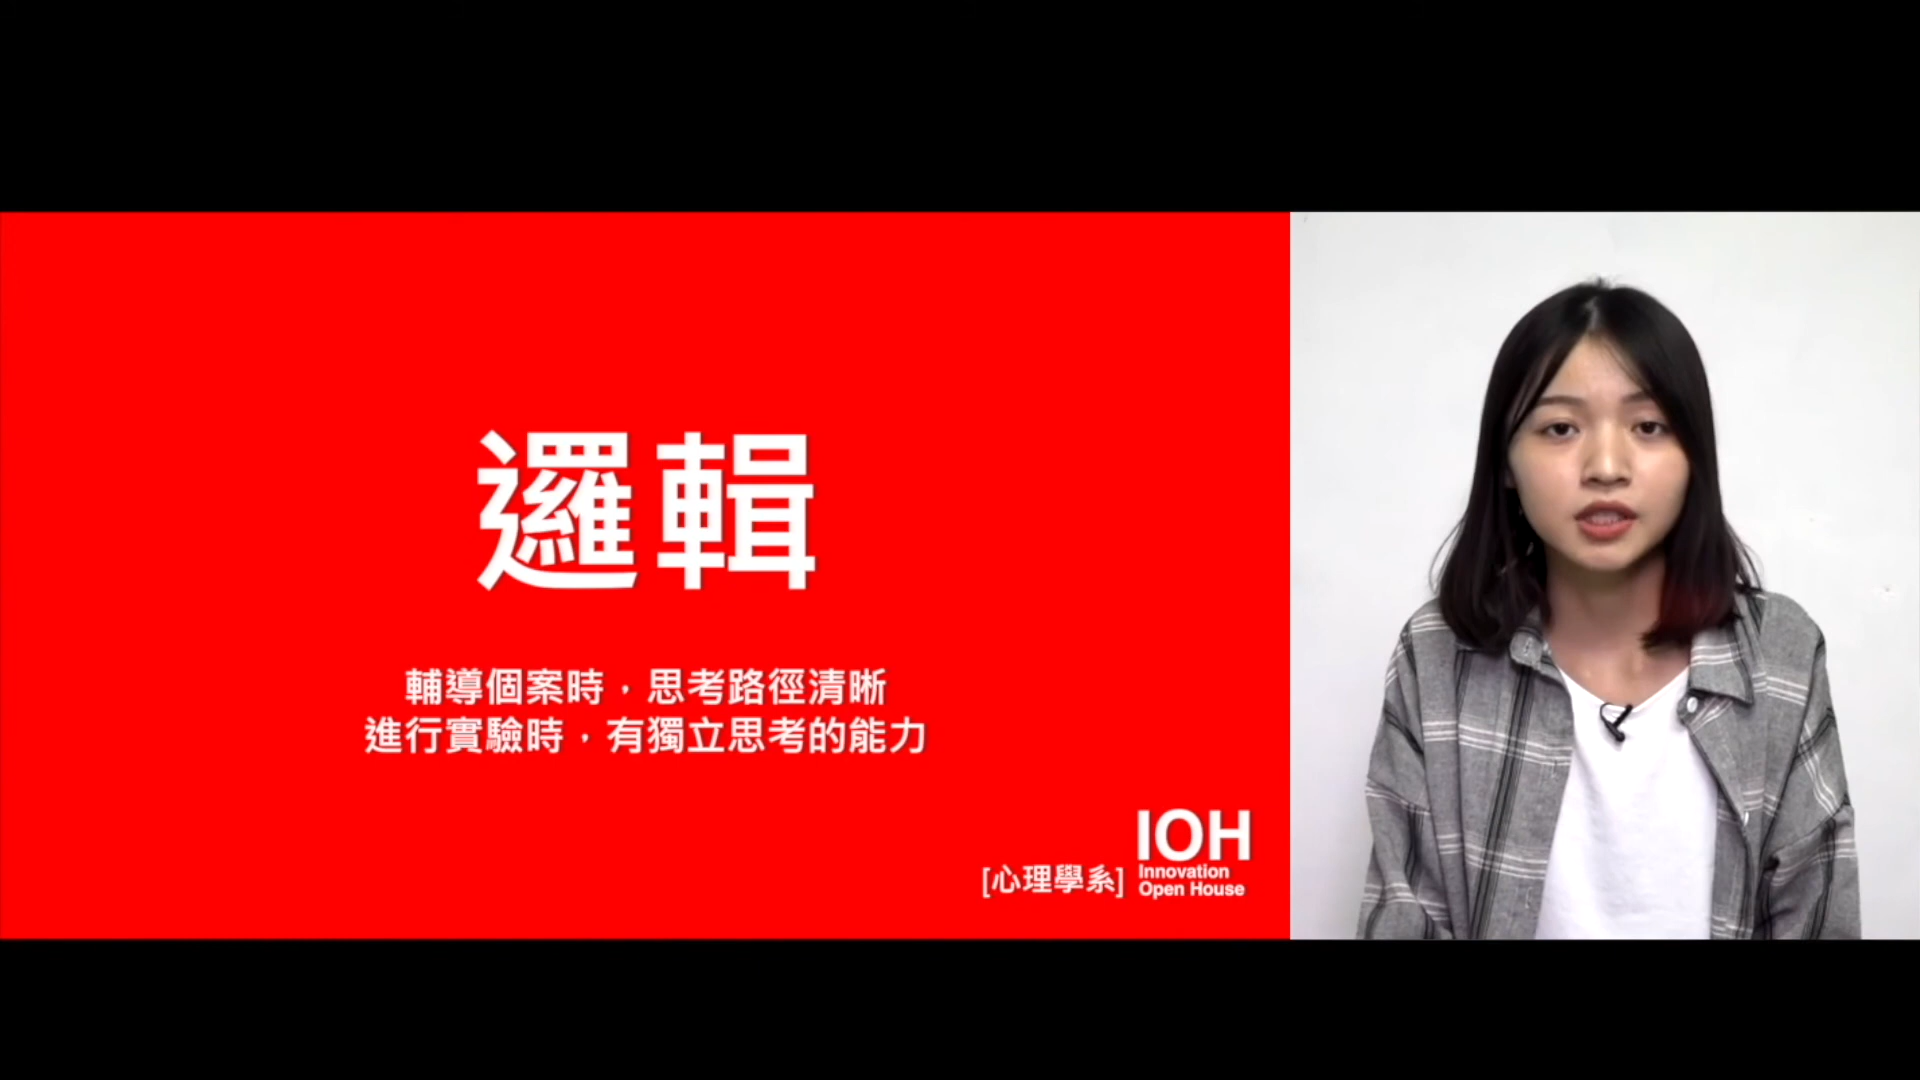 邏輯
輔導個案時，思考路徑清晰
進行實驗時，有獨立思考的能力
[心理學系]
IOH
Innovation
Open House